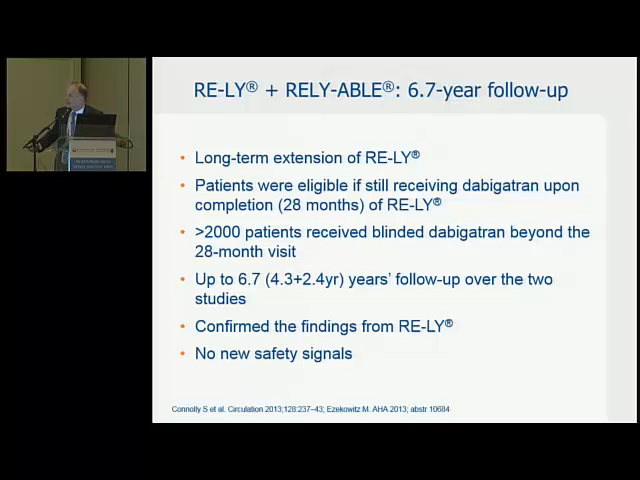 RE-LY® + RELY-ABLE®: 6.7-year follow-up
• Long-term extension of RE-LY®
• Patients were eligible if still receiving dabigatran upon
completion (28 months) of RE-LY®
• >2000 patients received blinded dabigatran beyond the
28-month visit
• Up to 6.7 (4.3+2.4yr) years' follow-up over the two
studies
• Confirmed the findings from RE-LY®
• No new safety signals
Connolly S et al. Circulation 2013;128:237–43; Ezekowitz M. AHA 2013; abstr 10684